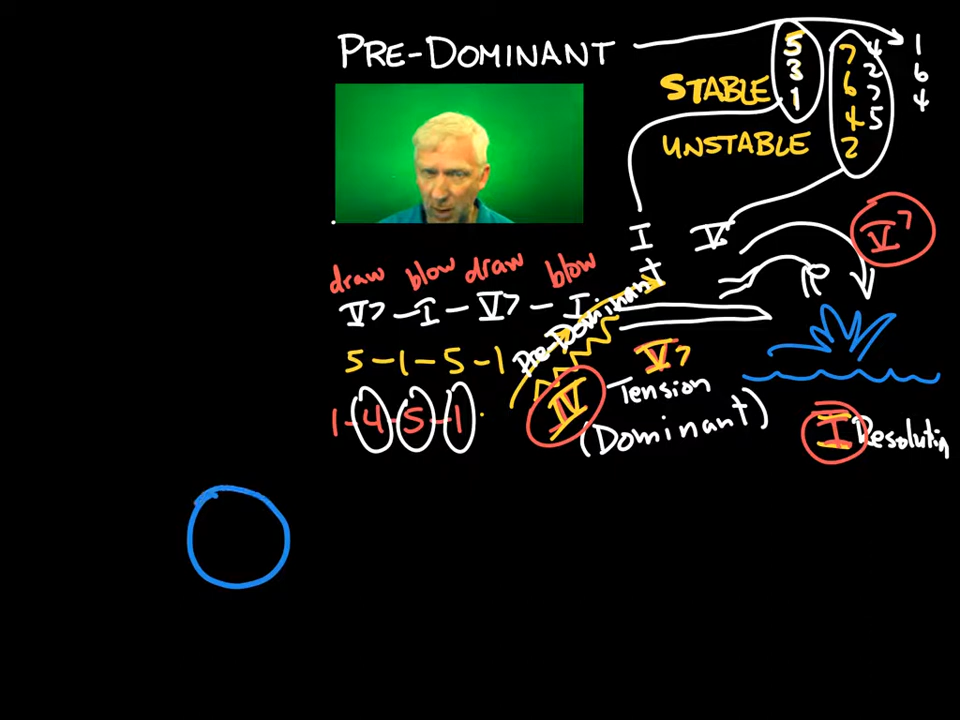 PRE-DOMINANT
5 3 1
7 6 4 2
4 2 7 5
1 6 4
STABLE
UNSTABLE
I V V7
draw blow draw blow
V7 - I - V7 - I
5 - 1 - 5 - 1
1 - 4 - 5 - 1
Pre-Dominant
IV
V7
Tension
(Dominant)
I Resolution